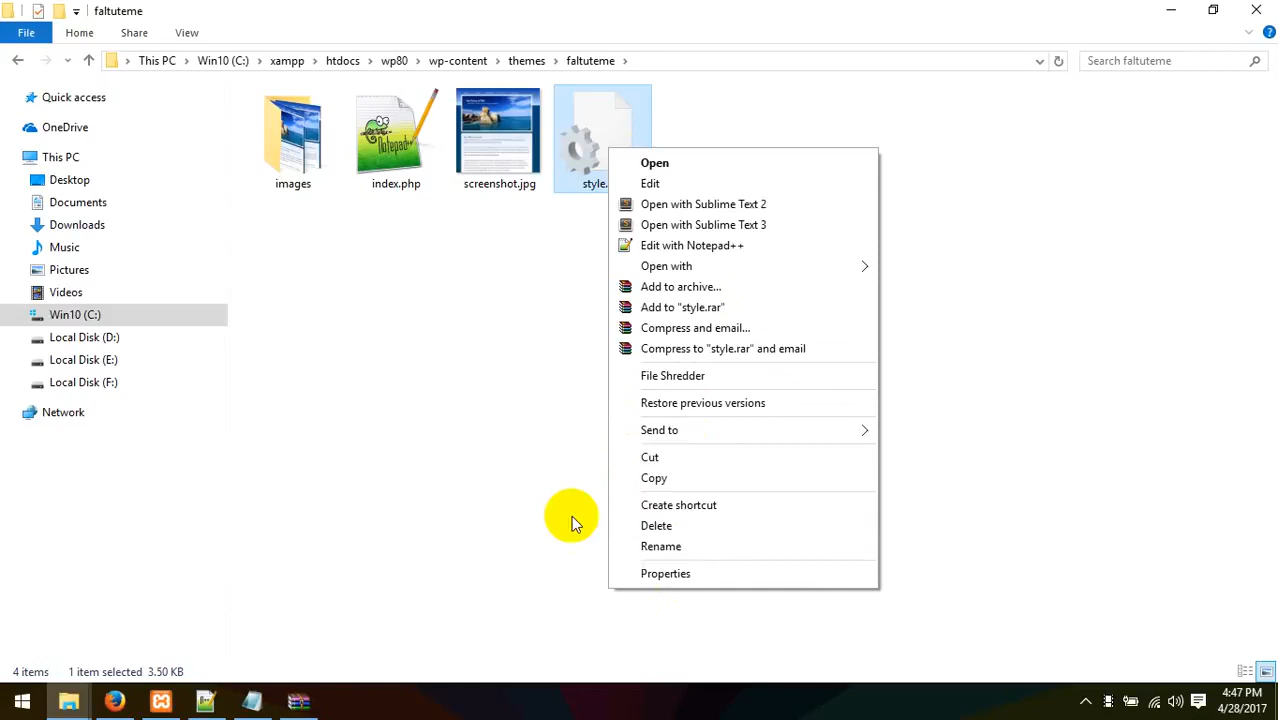 faltuteme
File Home Share View
This PC Win10 (C:) xampp htdocs wp80 wp-content themes faltuteme
Search faltuteme
Quick access
OneDrive
This PC
Desktop
Documents
Downloads
Music
Pictures
Videos
Win10 (C:)
Local Disk (D:)
Local Disk (E:)
Local Disk (F:)
Network
Notepad++
images index.php screenshot.jpg style.
Open
Edit
Open with Sublime Text 2
Open with Sublime Text 3
Edit with Notepad++
Open with
Add to archive...
Add to "style.rar"
Compress and email...
Compress to "style.rar" and email
File Shredder
Restore previous versions
Send to
Cut
Copy
Create shortcut
Delete
Rename
Properties
4 items 1 item selected 3.50 KB
4:47 PM
4/28/2017